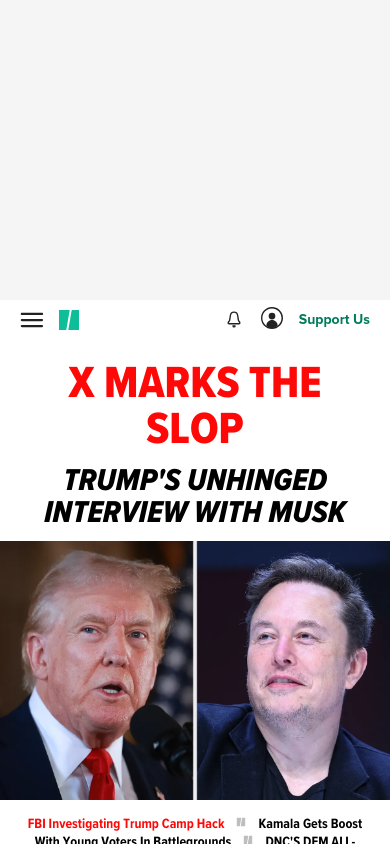 Support Us
X MARKS THE
SLOP
TRUMP'S UNHINGED
INTERVIEW WITH MUSK
FBI Investigating Trump Camp Hack Kamala Gets Boost
With Young Voters In Battlegrounds DNC'S DEM ALL-